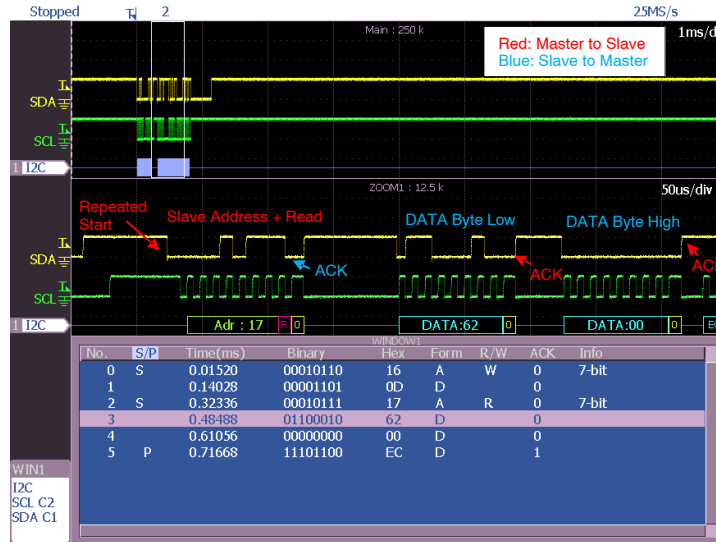 Stopped T 2 25MS/s
Main : 250 k 1ms/d
Red: Master to Slave
Blue: Slave to Master
T
SDA
T
SCL
1 I2C
ZOOM1 : 12.5 k 50us/div
Repeated
Start
Slave Address + Read
DATA Byte Low
DATA Byte High
T
SDA
ACK
ACK
ACK
T
SCL
1 I2C Adr : 17 R 0 DATA:62 0 DATA:00 0 EC
WINDOW1
No. S/P Time(ms) Binary Hex Form R/W ACK Info
0 S 0.01520 00010110 16 A W 0 7-bit
1 0.14028 00001101 0D D 0
2 S 0.32336 00010111 17 A R 0 7-bit
3 0.48488 01100010 62 D 0
4 0.61056 00000000 00 D 0
5 P 0.71668 11101100 EC D 1
WIN1
I2C
SCL C2
SDA C1